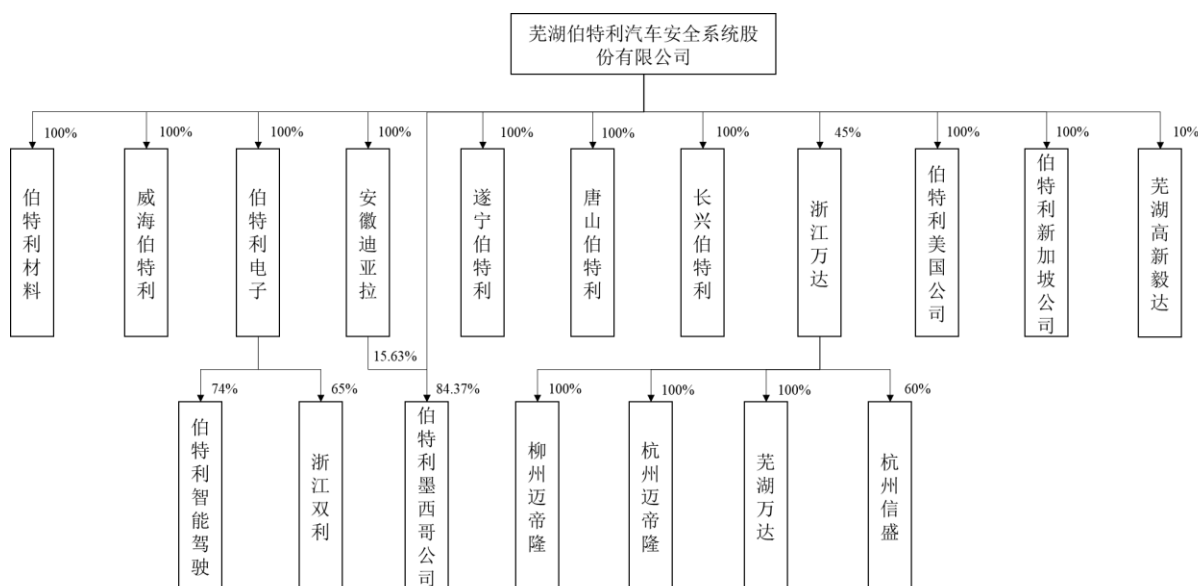 芜湖伯特利汽车安全系统股
份有限公司
100%
100%
100%
100%
100%
100%
100%
45%
100%
100%
10%
伯特利材料
威海伯特利
伯特利电子
安徽迪亚拉
遂宁伯特利
唐山伯特利
长兴伯特利
浙江万达
伯特利美国公司
伯特利新加坡公司
芜湖高新毅达
15.63%
74%
65%
84.37%
100%
100%
100%
60%
伯特利智能驾驶
浙江双利
伯特利墨西哥公司
柳州迈帝隆
杭州迈帝隆
芜湖万达
杭州信盛